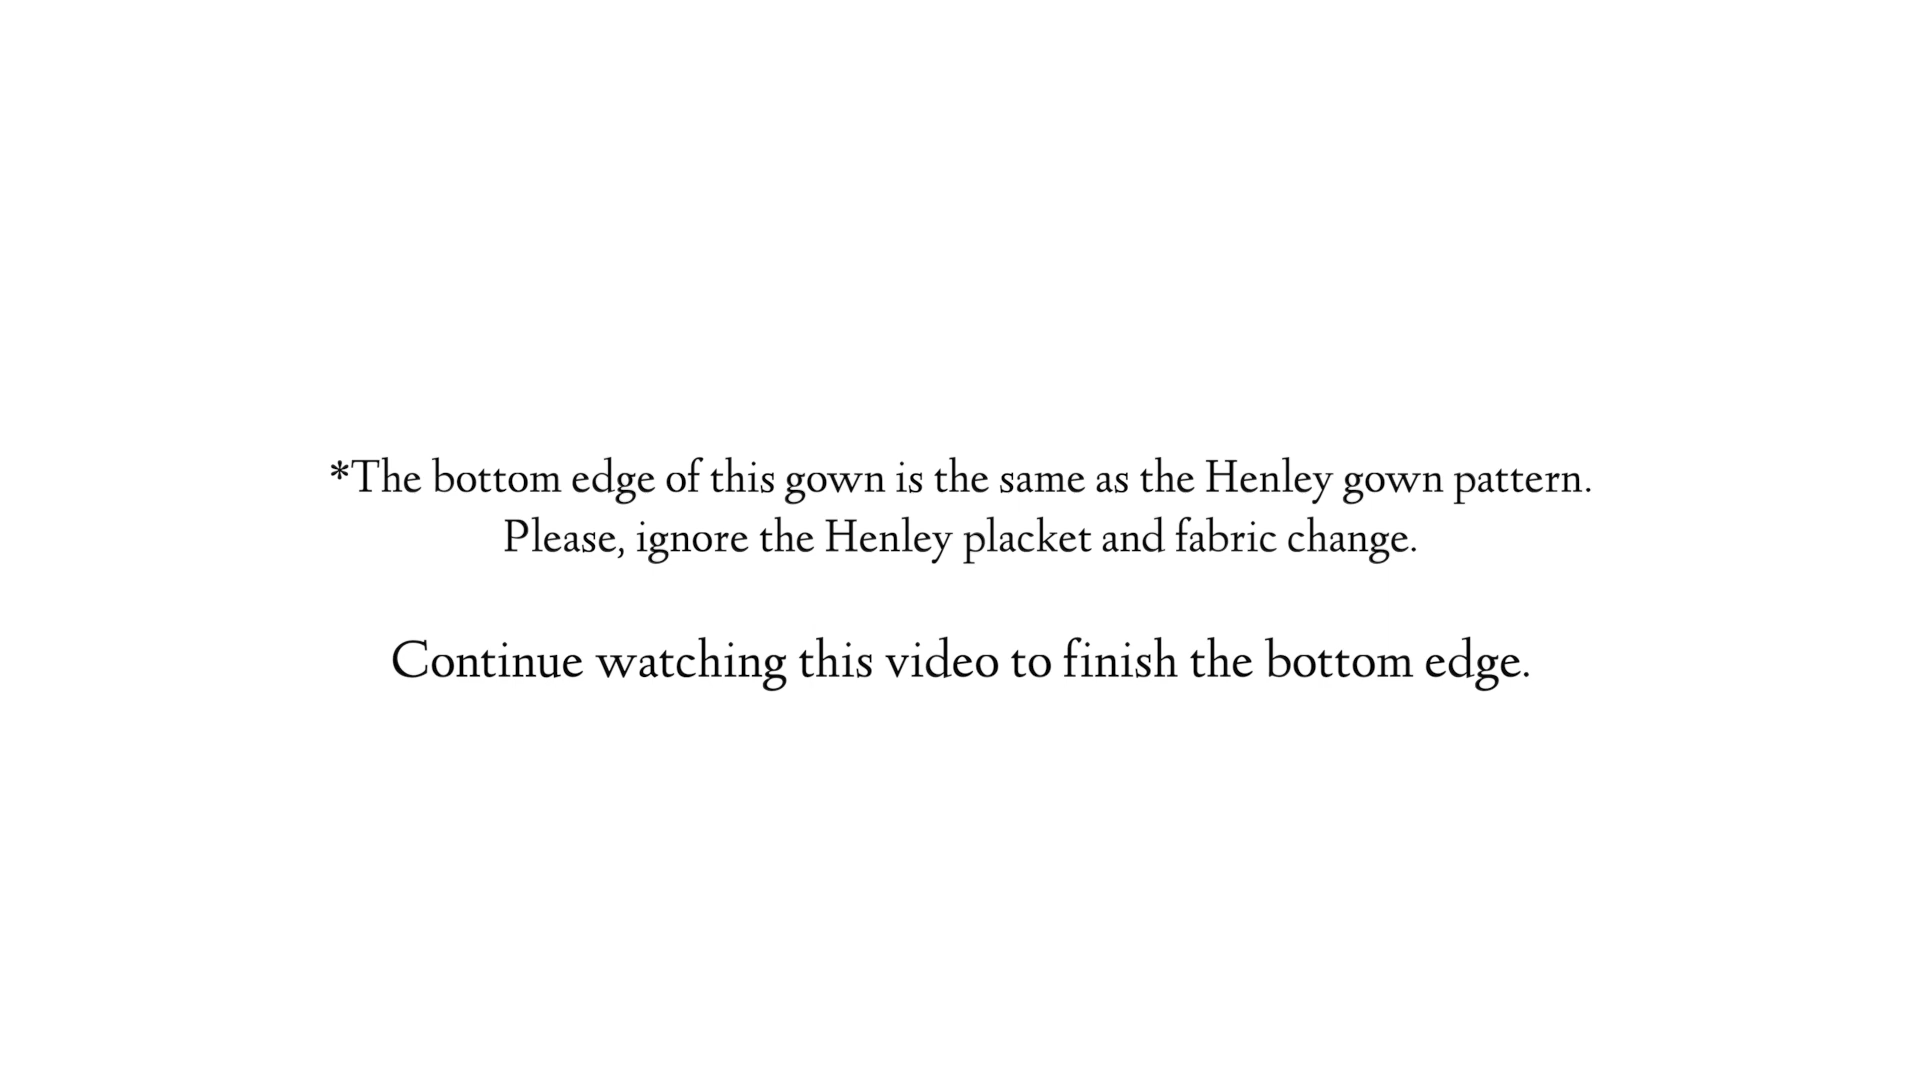 *The bottom edge of this gown is the same as the Henley gown pattern.
Please, ignore the Henley placket and fabric change.
Continue watching this video to finish the bottom edge.